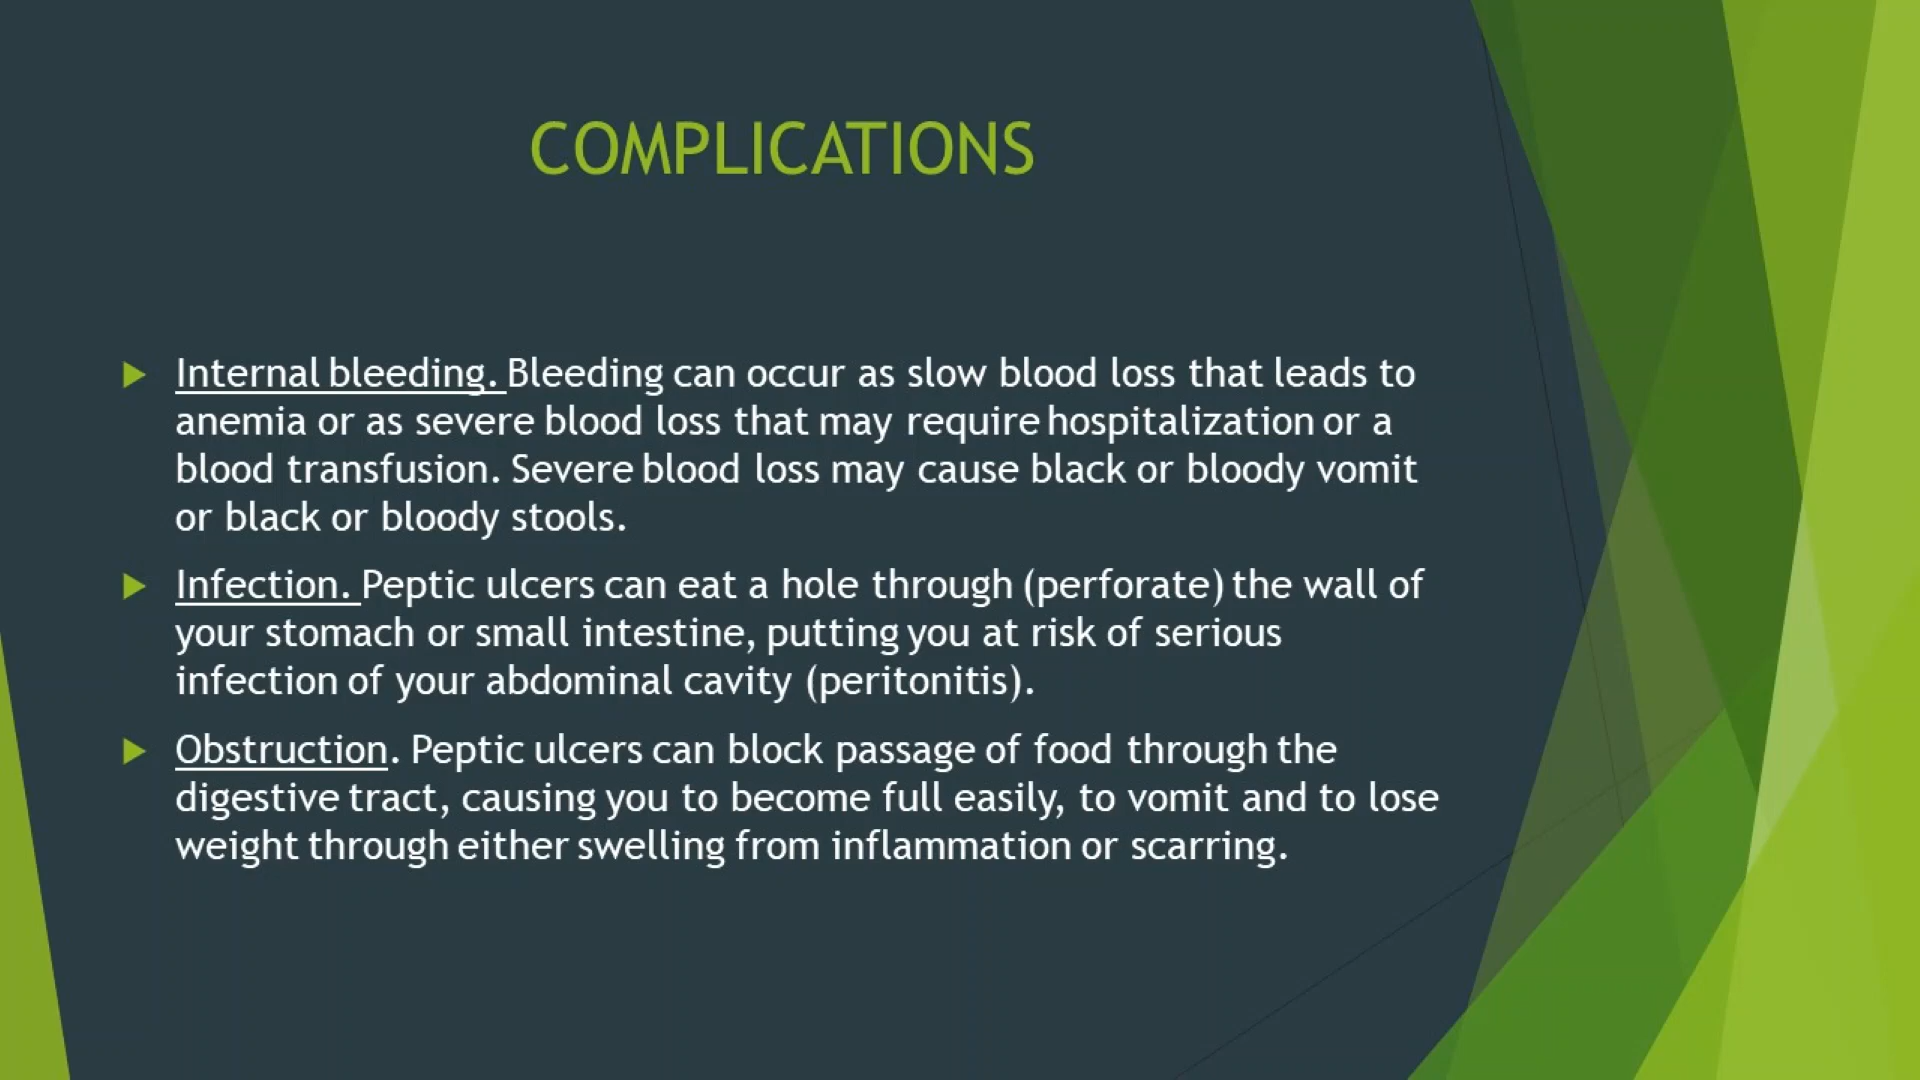 COMPLICATIONS
Internal bleeding. Bleeding can occur as slow blood loss that leads to
anemia or as severe blood loss that may require hospitalization or a
blood transfusion. Severe blood loss may cause black or bloody vomit
or black or bloody stools.
Infection. Peptic ulcers can eat a hole through (perforate) the wall of
your stomach or small intestine, putting you at risk of serious
infection of your abdominal cavity (peritonitis).
Obstruction. Peptic ulcers can block passage of food through the
digestive tract, causing you to become full easily, to vomit and to lose
weight through either swelling from inflammation or scarring.